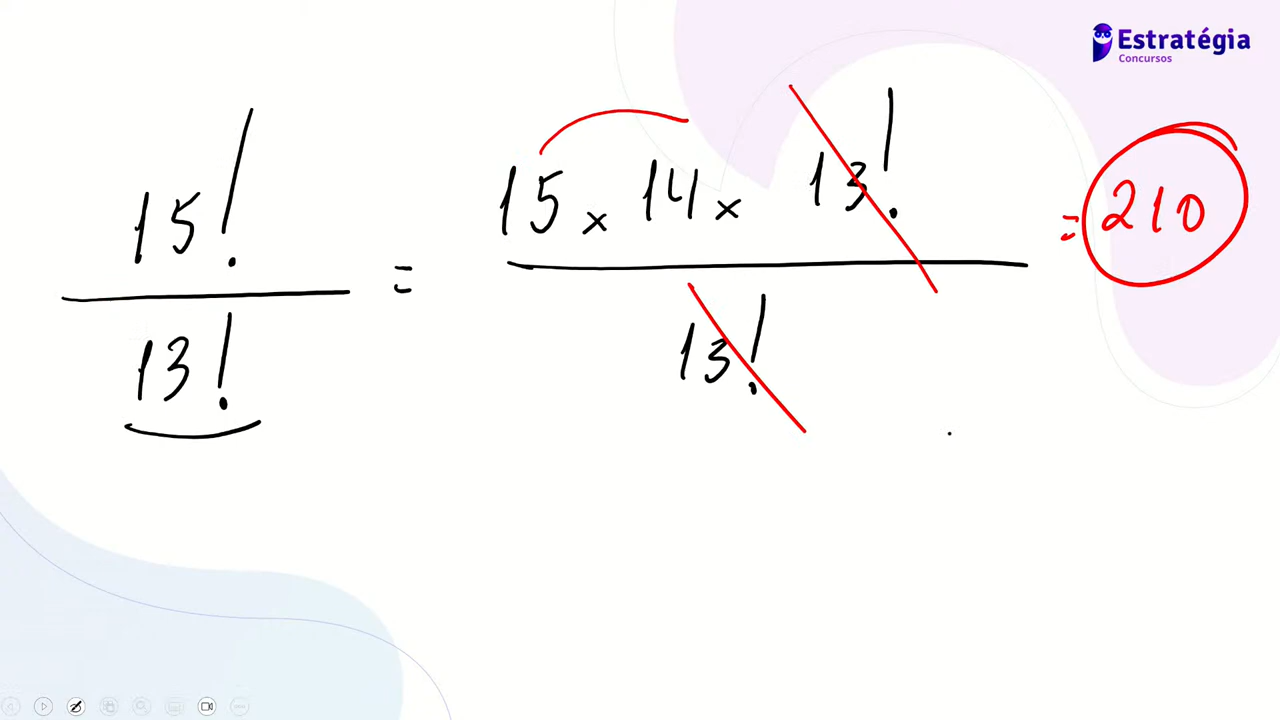 Estratégia
Concursos
15! / 13! = 15 x 14 x 13! / 13! = 210